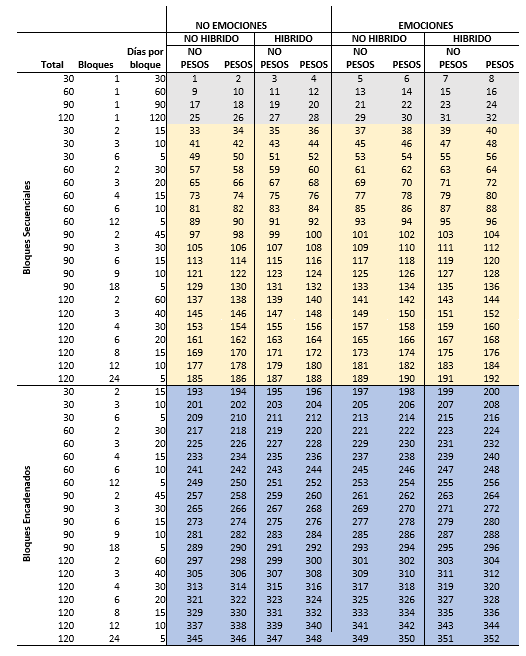 NO EMOCIONES EMOCIONES
NO HIBRIDO HIBRIDO NO HIBRIDO HIBRIDO
Total Bloques Días por bloque NO PESOS PESOS NO PESOS PESOS NO PESOS PESOS NO PESOS PESOS
Bloques Secuenciales
30 1 30 1 2 3 4 5 6 7 8
60 1 60 9 10 11 12 13 14 15 16
90 1 90 17 18 19 20 21 22 23 24
120 1 120 25 26 27 28 29 30 31 32
30 2 15 33 34 35 36 37 38 39 40
30 3 10 41 42 43 44 45 46 47 48
30 6 5 49 50 51 52 53 54 55 56
60 2 30 57 58 59 60 61 62 63 64
60 3 20 65 66 67 68 69 70 71 72
60 4 15 73 74 75 76 77 78 79 80
60 6 10 81 82 83 84 85 86 87 88
60 12 5 89 90 91 92 93 94 95 96
90 2 45 97 98 99 100 101 102 103 104
90 3 30 105 106 107 108 109 110 111 112
90 6 15 113 114 115 116 117 118 119 120
90 9 10 121 122 123 124 125 126 127 128
90 18 5 129 130 131 132 133 134 135 136
120 2 60 137 138 139 140 141 142 143 144
120 3 40 145 146 147 148 149 150 151 152
120 4 30 153 154 155 156 157 158 159 160
120 6 20 161 162 163 164 165 166 167 168
120 8 15 169 170 171 172 173 174 175 176
120 12 10 177 178 179 180 181 182 183 184
120 24 5 185 186 187 188 189 190 191 192
Bloques Encadenados
30 2 15 193 194 195 196 197 198 199 200
30 3 10 201 202 203 204 205 206 207 208
30 6 5 209 210 211 212 213 214 215 216
60 2 30 217 218 219 220 221 222 223 224
60 3 20 225 226 227 228 229 230 231 232
60 4 15 233 234 235 236 237 238 239 240
60 6 10 241 242 243 244 245 246 247 248
60 12 5 249 250 251 252 253 254 255 256
90 2 45 257 258 259 260 261 262 263 264
90 3 30 265 266 267 268 269 270 271 272
90 6 15 273 274 275 276 277 278 279 280
90 9 10 281 282 283 284 285 286 287 288
90 18 5 289 290 291 292 293 294 295 296
120 2 60 297 298 299 300 301 302 303 304
120 3 40 305 306 307 308 309 310 311 312
120 4 30 313 314 315 316 317 318 319 320
120 6 20 321 322 323 324 325 326 327 328
120 8 15 329 330 331 332 333 334 335 336
120 12 10 337 338 339 340 341 342 343 344
120 24 5 345 346 347 348 349 350 351 352